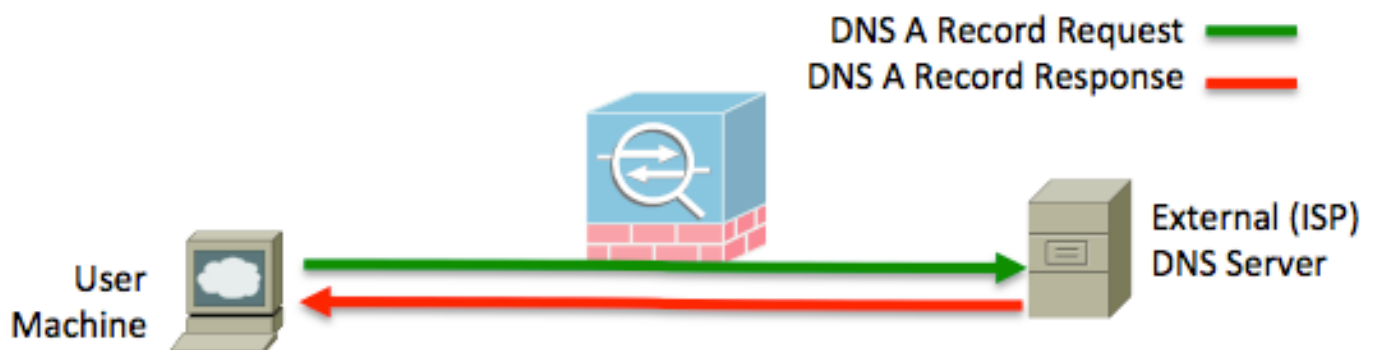 DNS A Record Request
DNS A Record Response
External (ISP)
DNS Server
User
Machine